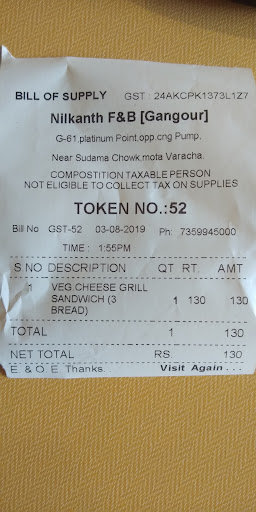 BILL OF SUPPLY GST : 24AKCPK1373L1Z7
Nilkanth F&B [Gangour]
G-61,platinum Point,opp.cng Pump.
Near Sudama Chowk,mota Varacha.
COMPOSTITION TAXABLE PERSON
NOT ELIGIBLE TO COLLECT TAX ON SUPPLIES
TOKEN NO.:52
Bill No GST-52 03-08-2019 Ph: 7359945000
TIME : 1:55PM
S NO DESCRIPTION QT RT. AMT
1 VEG.CHEESE GRILL
SANDWICH (3 1 130 130
BREAD)
TOTAL 1 130
NET TOTAL RS. 130
E. & O. E. Thanks. Visit Again . . .